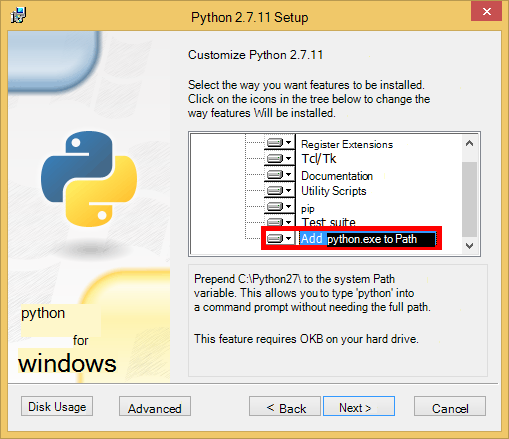 Python 2.7.11 Setup
Customize Python 2.7.11
Select the way you want features to be installed.
Click on the icons in the tree below to change the
way features Will be installed.
Register Extensions
Tcl/Tk
Documentation
Utility Scripts
pip
Test suite
Add python.exe to Path
Prepend C:\Python27\ to the system Path
variable. This allows you to type 'python' into
a command prompt without needing the full path.
This feature requires OKB on your hard drive.
python
for
windows
Disk Usage
Advanced
< Back
Next >
Cancel